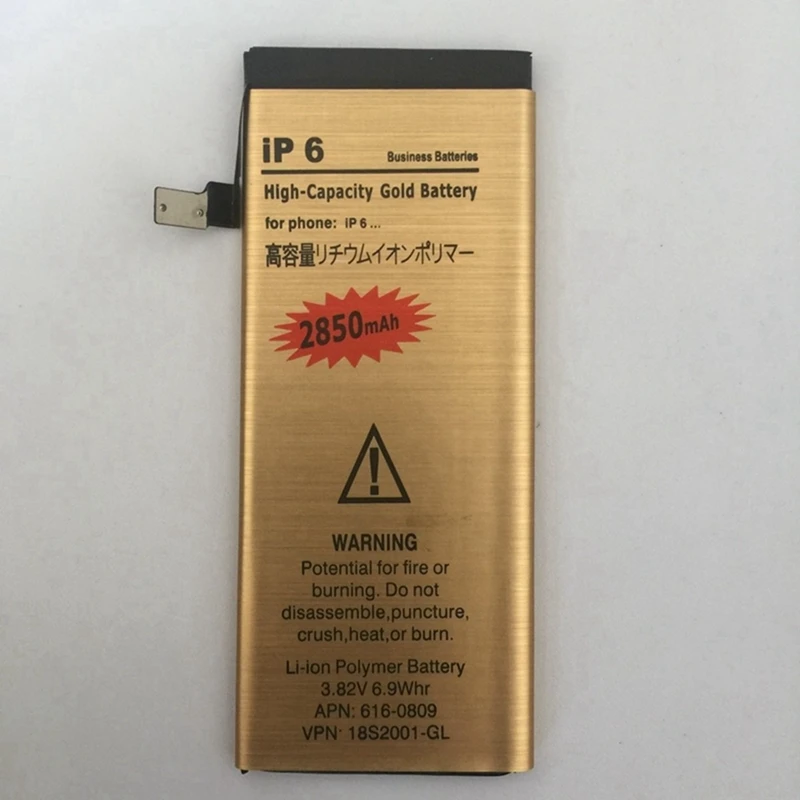 iP 6
Business Batteries
High-Capacity Gold Battery
for phone: iP 6 ...
高容量リチウムイオンポリマー
2850mAh
!
WARNING
Potential for fire or
burning. Do not
disassemble,puncture,
crush,heat,or burn.
Li-ion Polymer Battery
3.82V 6.9Whr
APN: 616-0809
VPN: 18S2001-GL